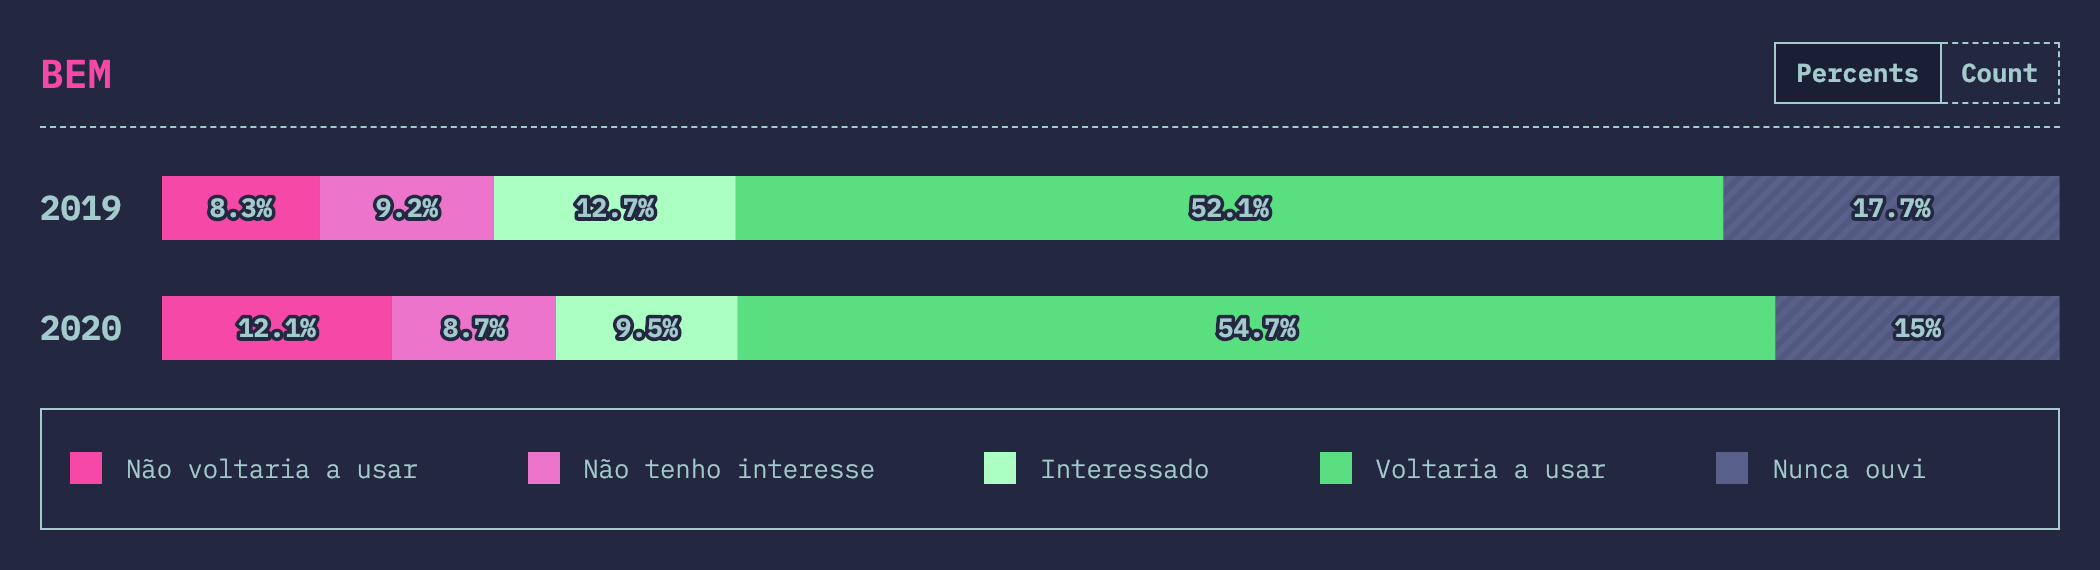 BEM
Percents Count
2019 8.3% 9.2% 12.7% 52.1% 17.7%
2020 12.1% 8.7% 9.5% 54.7% 15%
Não voltaria a usar Não tenho interesse Interessado Voltaria a usar Nunca ouvi